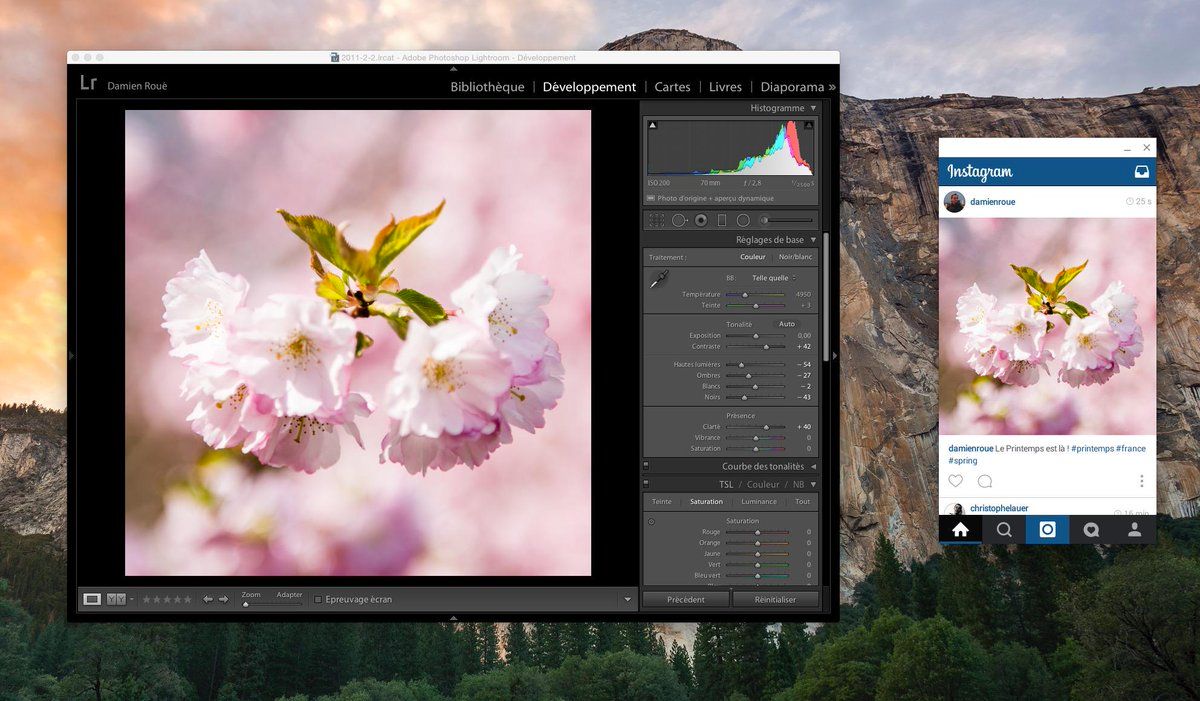 2011-2-2.lrcat - Adobe Photoshop Lightroom - Développement
Lr Damien Roué
Bibliothèque | Développement | Cartes | Livres | Diaporama »
Histogramme
ISO 200 70 mm f / 2,8 1/2500 s
Photo d'origine + aperçu dynamique
Réglages de base
Traitement : Couleur | Noir/blanc
BB : Telle quelle
Température 4950
Teinte + 3
Tonalité Auto
Exposition 0,00
Contraste + 42
Hautes lumières − 54
Ombres − 27
Blancs − 2
Noirs − 43
Présence
Clarté + 40
Vibrance 0
Saturation 0
Courbe des tonalités
TSL / Couleur / NB
Teinte Saturation Luminance Tout
Saturation
Rouge 0
Orange 0
Jaune 0
Vert 0
Bleu vert 0
Précédent Réinitialiser
YY Zoom Adapter Epreuvage écran
Instagram
damienroue 25 s
damienroue Le Printemps est là ! #printemps #france
#spring
christophelauer 16 min